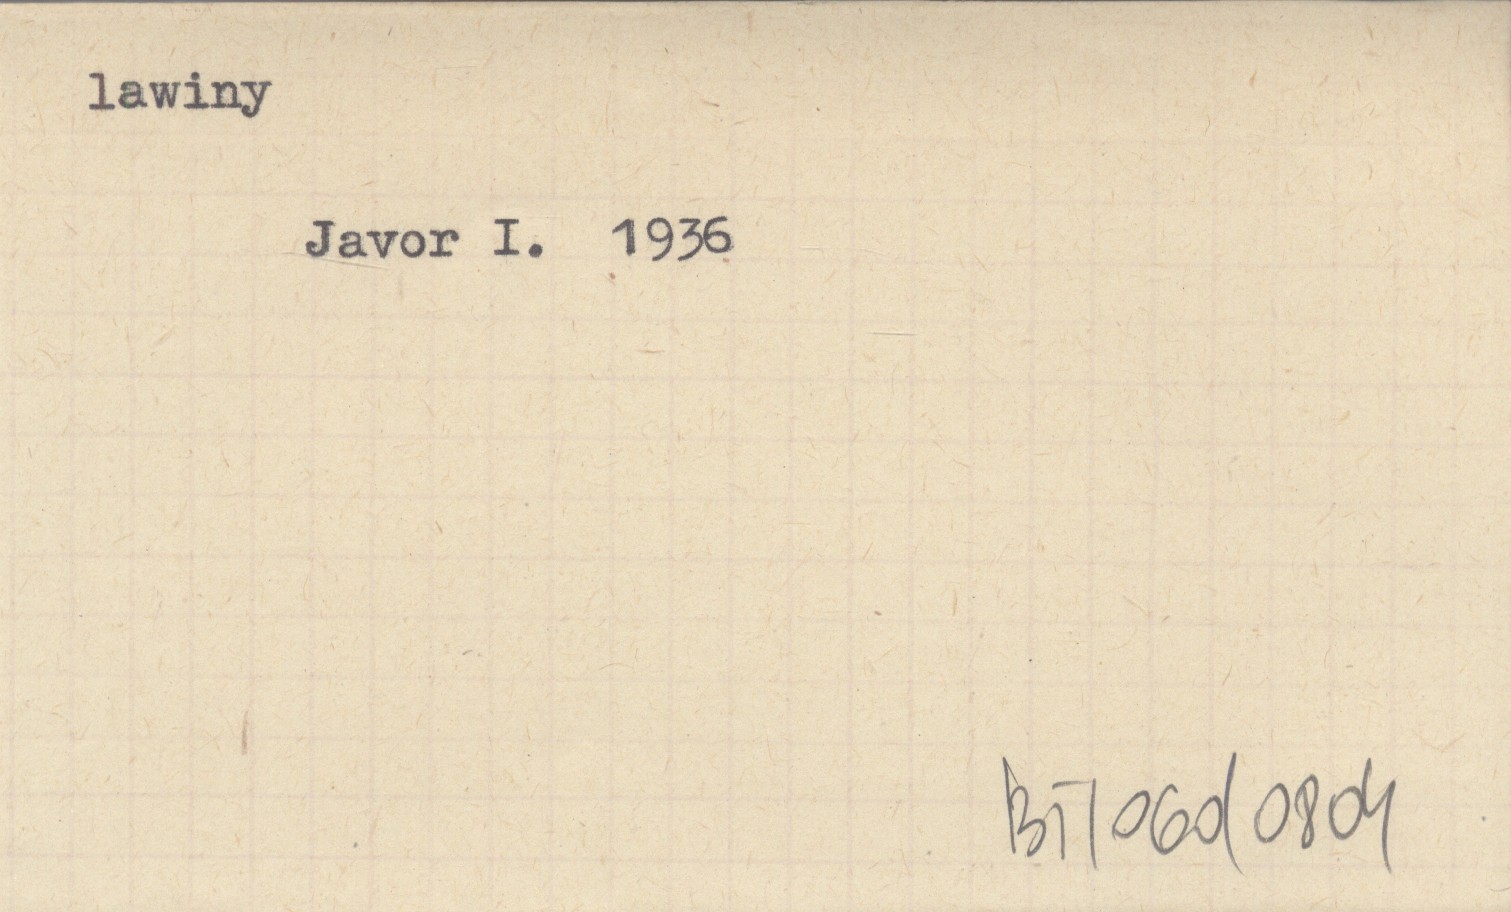 lawiny
Javor I. 1936
BT/060/0804